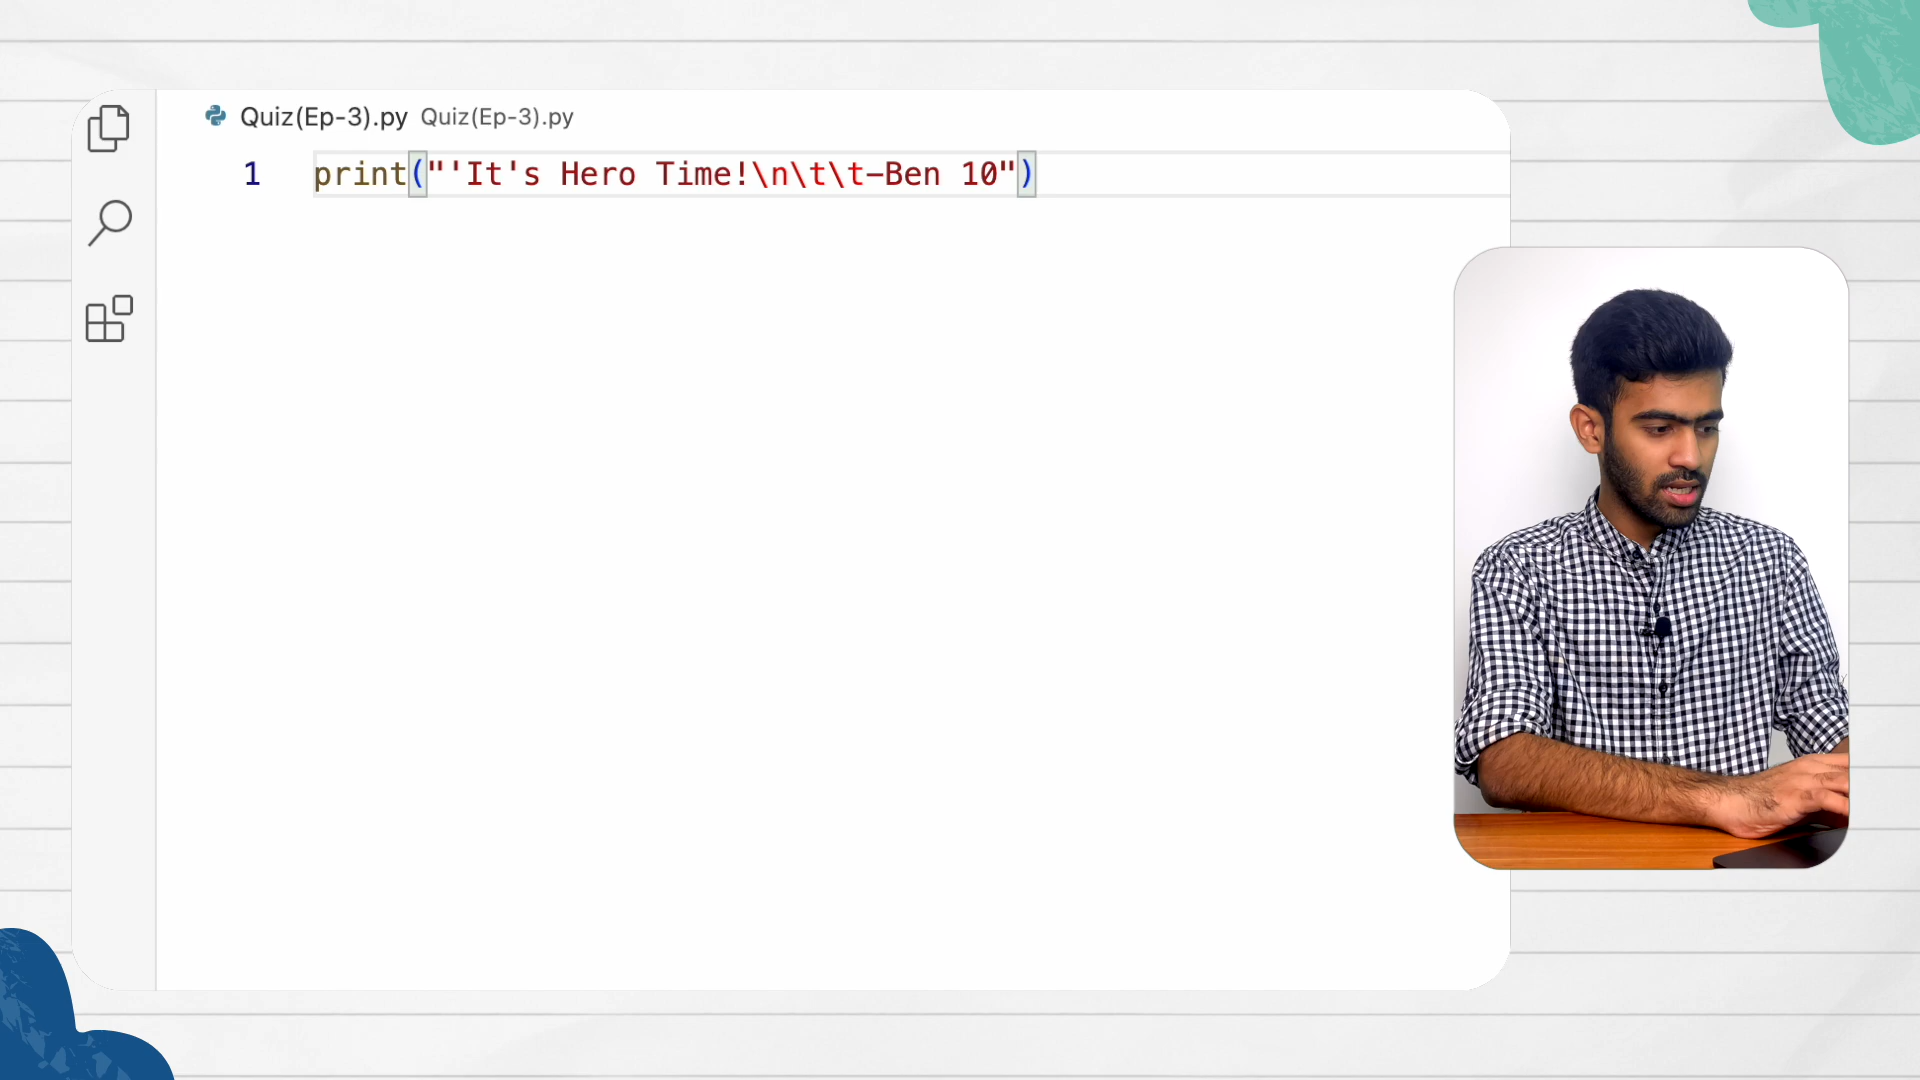 Quiz(Ep-3).py Quiz(Ep-3).py
1 print("'It's Hero Time!\n\t\t-Ben 10")